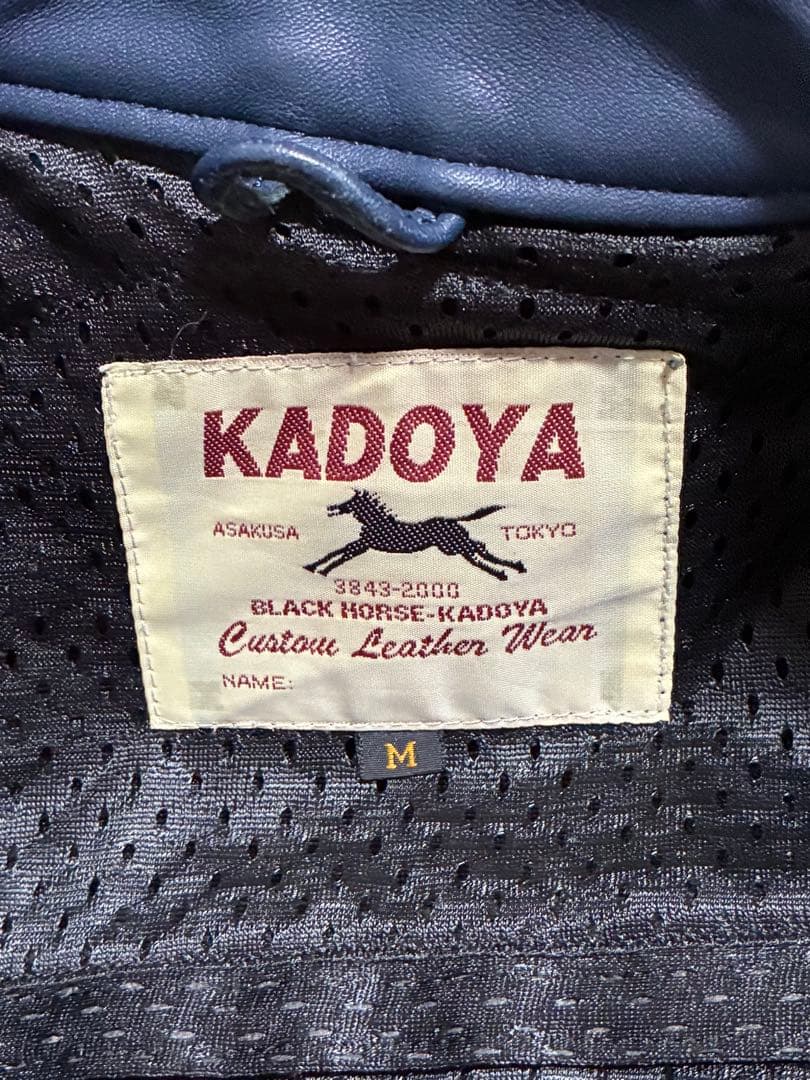 KADOYA
ASAKUSA TOKYO
3843-2000
BLACK HORSE-KADOYA
Custom Leather Wear
NAME:
M